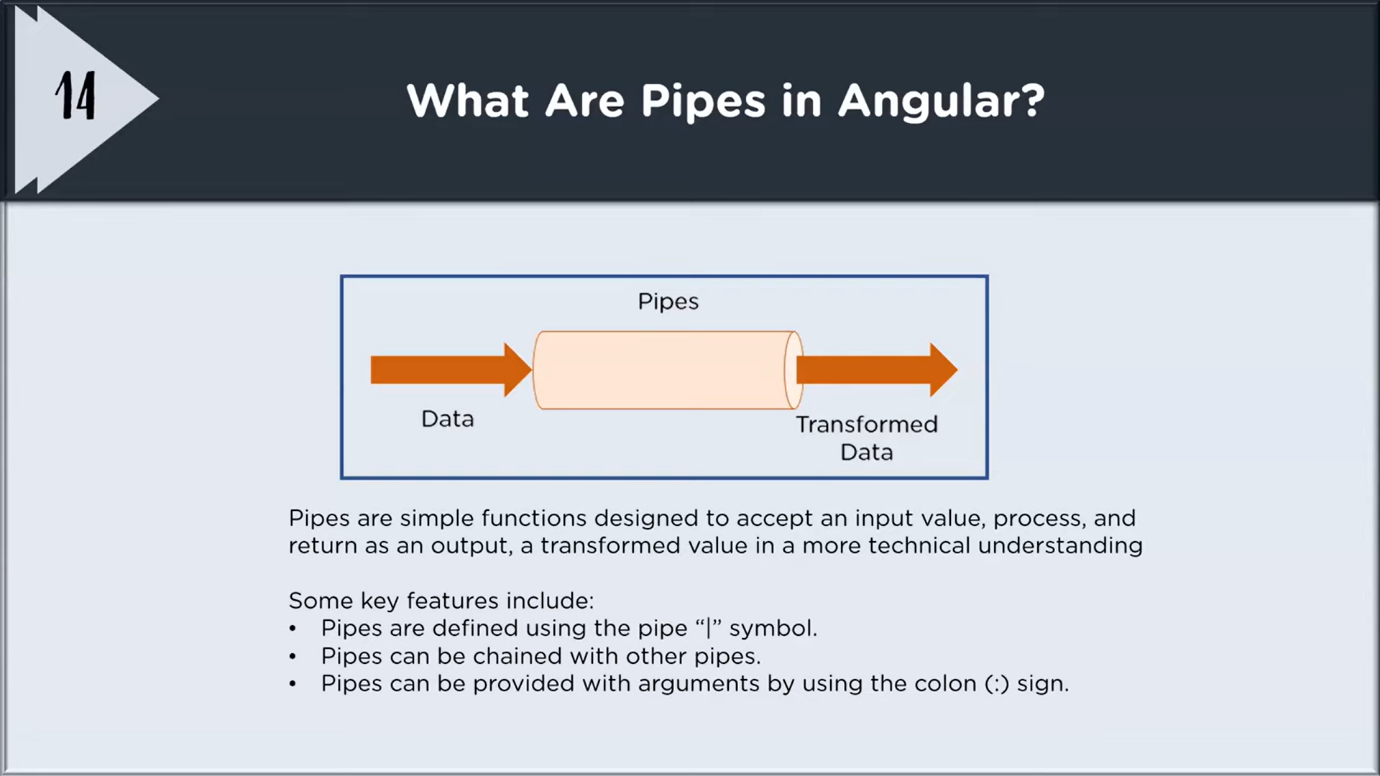 14
What Are Pipes in Angular?
Pipes
Data
Transformed
Data
Pipes are simple functions designed to accept an input value, process, and
return as an output, a transformed value in a more technical understanding
Some key features include:
• Pipes are defined using the pipe “|” symbol.
• Pipes can be chained with other pipes.
• Pipes can be provided with arguments by using the colon (:) sign.